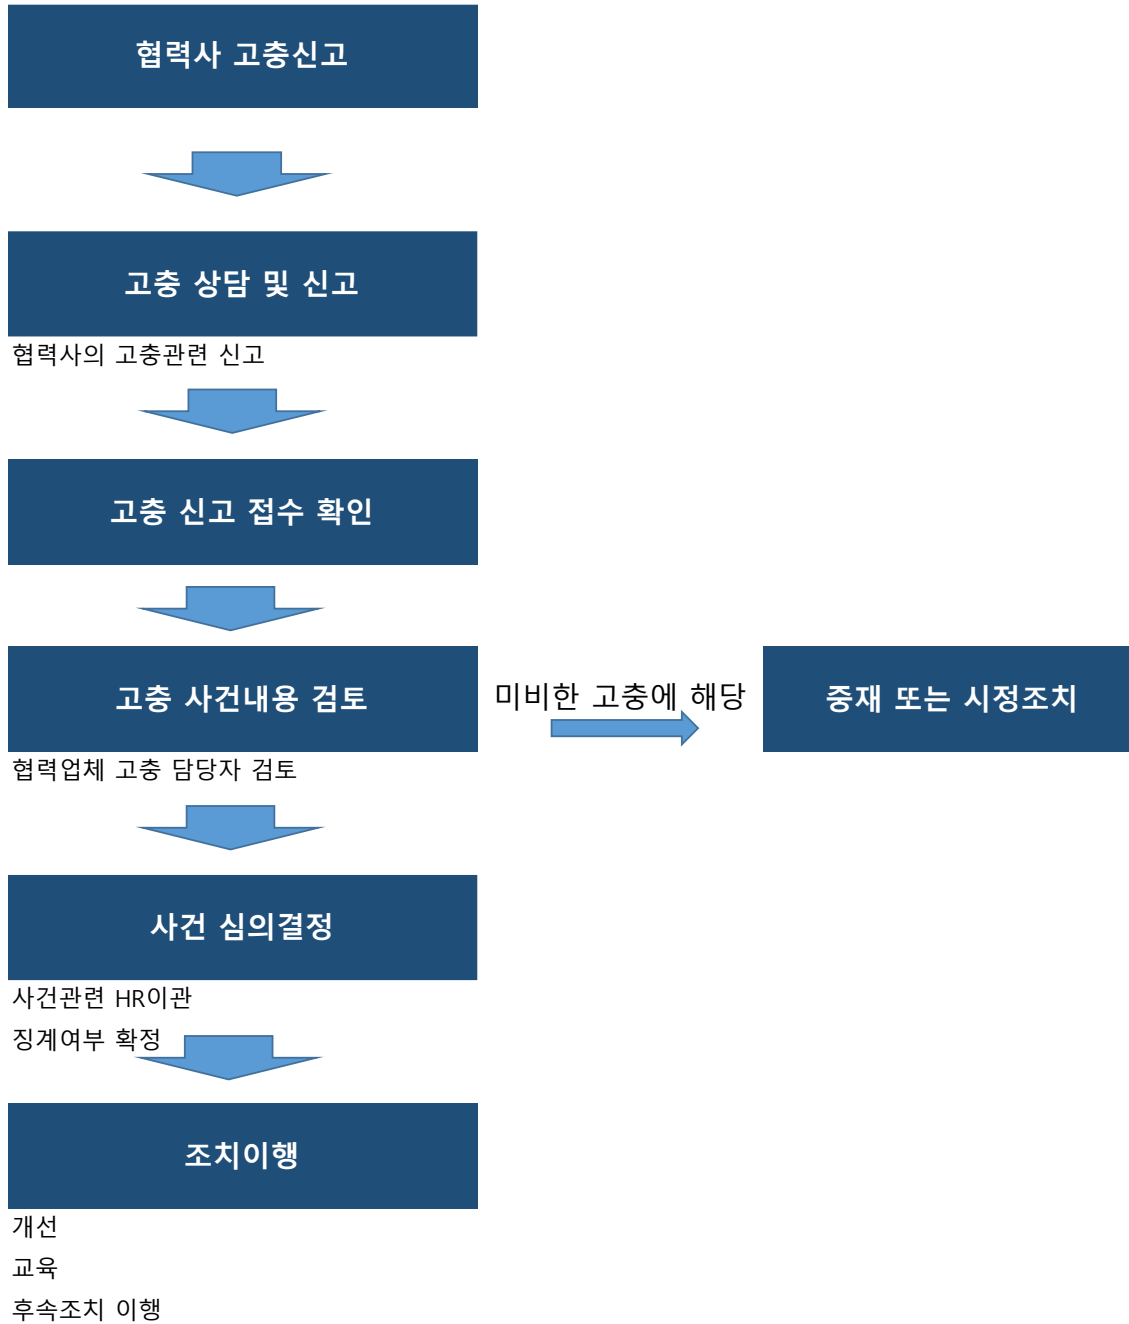 협력사 고충신고
고충 상담 및 신고
협력사의 고충관련 신고
고충 신고 접수 확인
고충 사건내용 검토
미비한 고충에 해당
중재 또는 시정조치
협력업체 고충 담당자 검토
사건 심의결정
사건관련 HR이관
징계여부 확정
조치이행
개선
교육
후속조치 이행